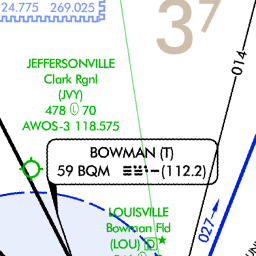 24.775 269.025
3⁷
014
JEFFERSONVILLE
Clark Rgnl
(JVY)
478 Ⓛ 70
AWOS-3 118.575
BOWMAN (T)
59 BQM (112.2)
027
LOUISVILLE
Bowman Fld
(LOU) D